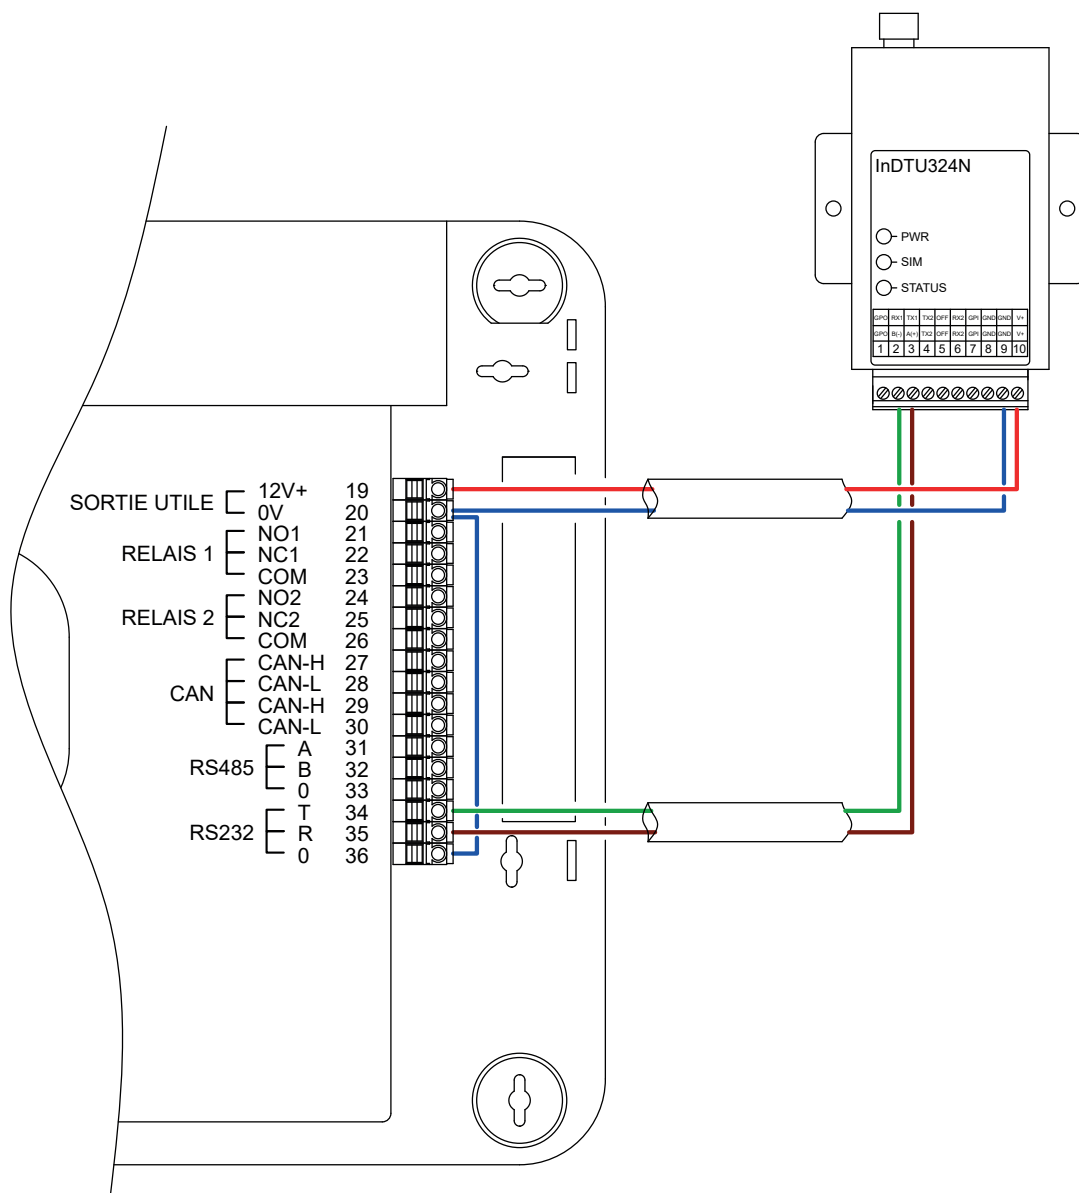 InDTU324N
PWR
SIM
STATUS
GPO RX1 TX1 TX2 OFF RX2 GPI GND GND V+
GPO B(-) A(+) TX2 OFF RX2 GPI GND GND V+
1 2 3 4 5 6 7 8 9 10
SORTIE UTILE
12V+ 19
0V 20
RELAIS 1
NO1 21
NC1 22
COM 23
RELAIS 2
NO2 24
NC2 25
COM 26
CAN
CAN-H 27
CAN-L 28
CAN-H 29
CAN-L 30
RS485
A 31
B 32
0 33
RS232
T 34
R 35
0 36